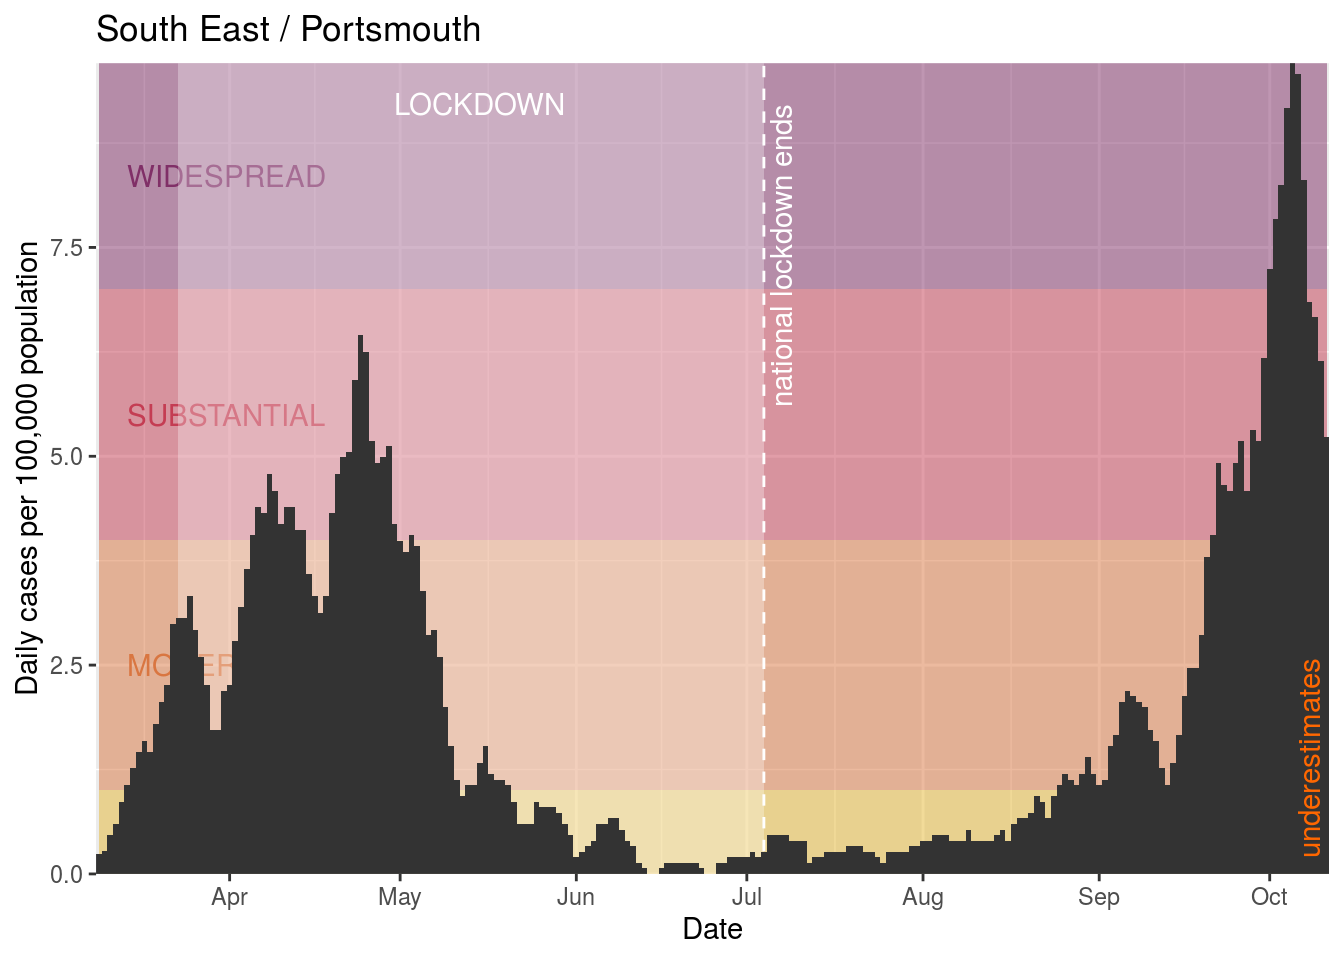 South East / Portsmouth
LOCKDOWN
WIDESPREAD
SUBSTANTIAL
national lockdown ends
underestimates
Daily cases per 100,000 population
7.5
5.0
2.5
0.0
Apr
May
Jun
Jul
Aug
Sep
Oct
Date